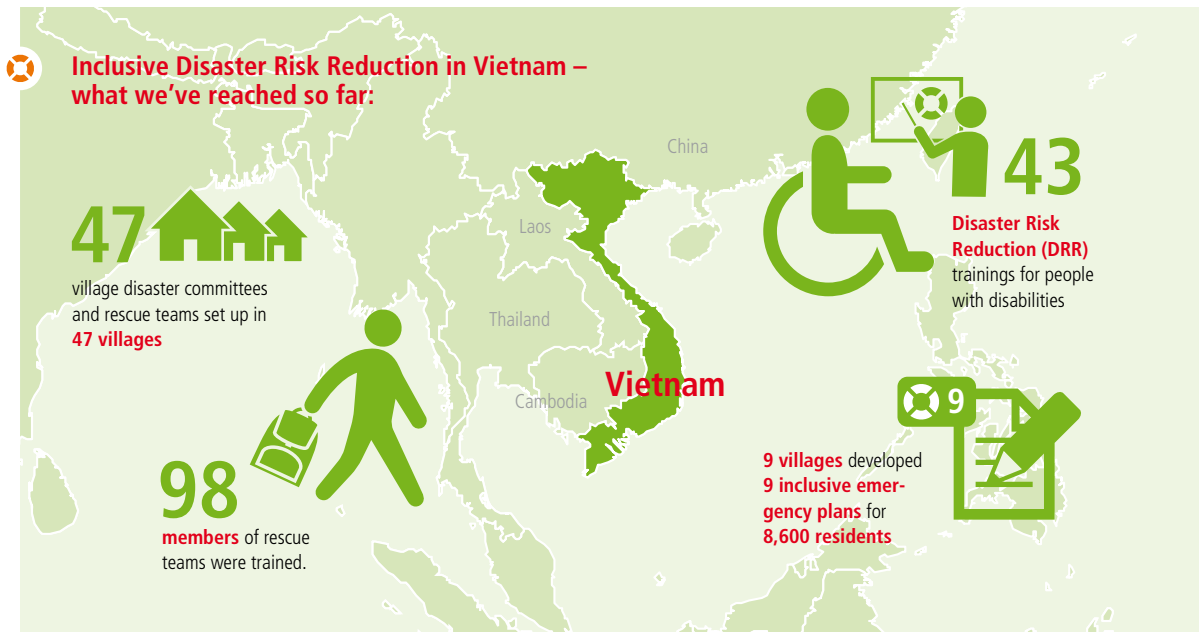 Inclusive Disaster Risk Reduction in Vietnam –
what we've reached so far:
47
village disaster committees
and rescue teams set up in
47 villages
98
members of rescue
teams were trained.
China
Laos
Thailand
Cambodia
Vietnam
43
Disaster Risk
Reduction (DRR)
trainings for people
with disabilities
9
9 villages developed
9 inclusive emer-
gency plans for
8,600 residents